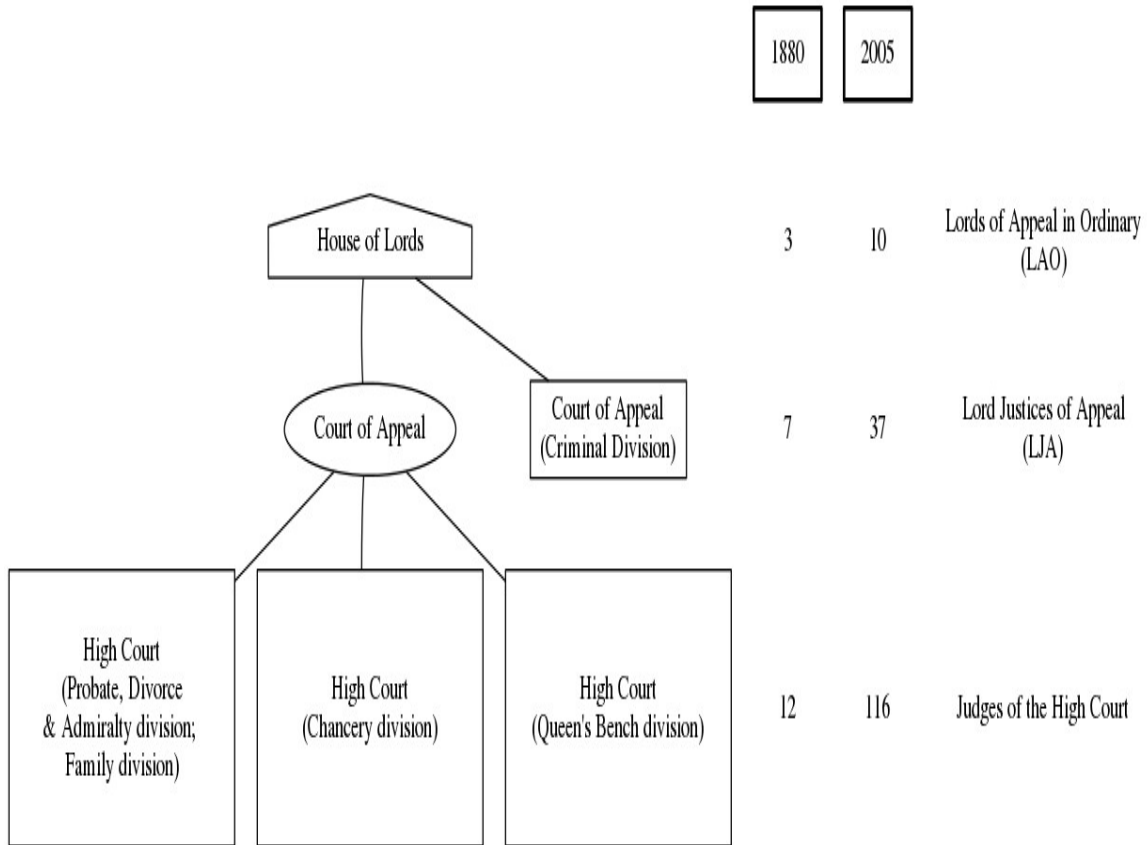 1880
2005
House of Lords
3
10
Lords of Appeal in Ordinary
(LAO)
Court of Appeal
Court of Appeal
(Criminal Division)
7
37
Lord Justices of Appeal
(LJA)
High Court
(Probate, Divorce
& Admiralty division;
Family division)
High Court
(Chancery division)
High Court
(Queen's Bench division)
12
116
Judges of the High Court